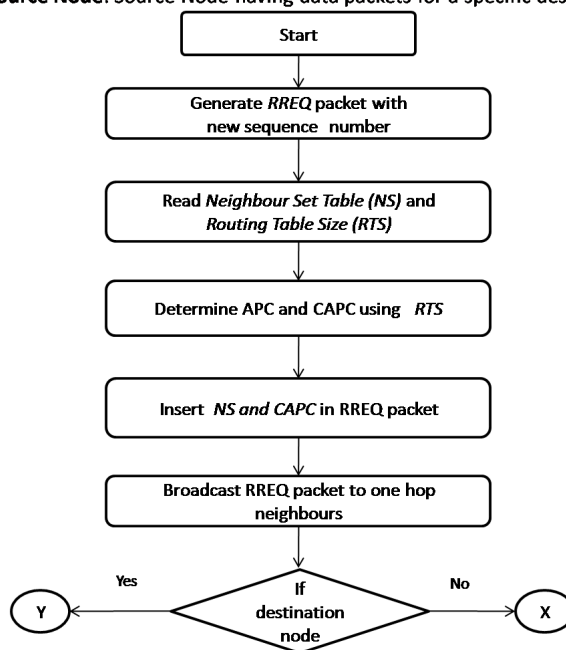 Node: Source Node having data packets for a specific
Start
Generate RREQ packet with
new sequence number
Read Neighbour Set Table (NS) and
Routing Table Size (RTS)
Determine APC and CAPC using RTS
Insert NS and CAPC in RREQ packet
Broadcast RREQ packet to one hop
neighbours
If
destination
node
Yes
No
Y
X